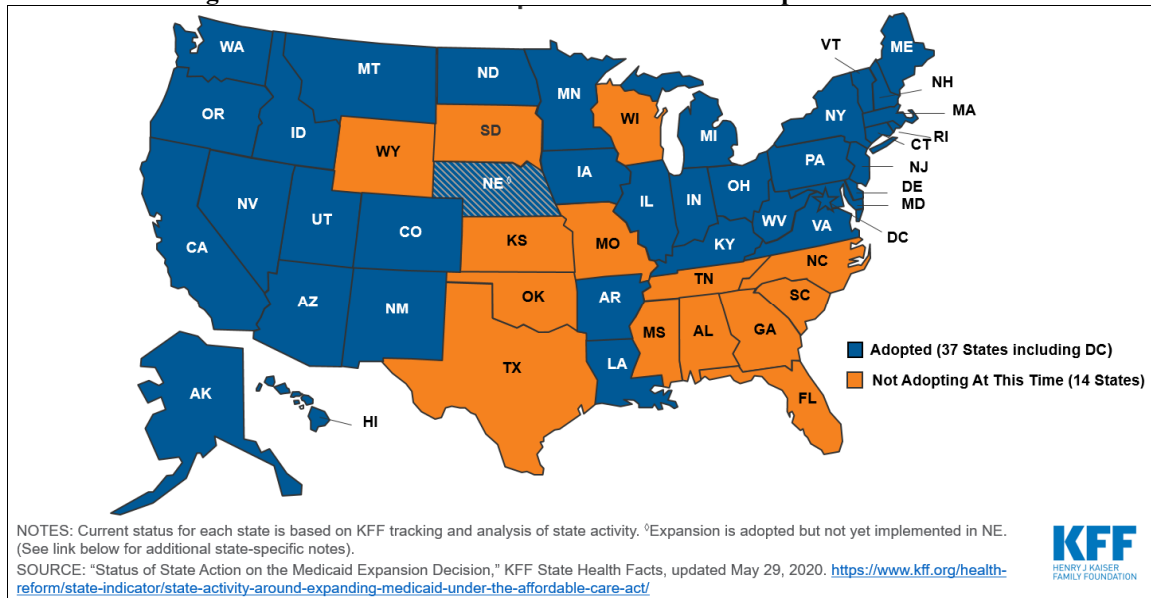 WA
MT
ND
MN
ME
VT
NH
MA
RI
CT
NY
OR
ID
WY
SD
WI
MI
NJ
DE
MD
DC
PA
IA
NE◊
NV
UT
CO
CA
IL
IN
OH
WV
VA
KY
KS
MO
NC
TN
SC
OK
AR
AZ
NM
MS
AL
GA
TX
LA
FL
AK
HI
Adopted (37 States including DC)
Not Adopting At This Time (14 States)
NOTES: Current status for each state is based on KFF tracking and analysis of state activity. ◊Expansion is adopted but not yet implemented in NE.
(See link below for additional state-specific notes).
SOURCE: “Status of State Action on the Medicaid Expansion Decision,” KFF State Health Facts, updated May 29, 2020. https://www.kff.org/health-
reform/state-indicator/state-activity-around-expanding-medicaid-under-the-affordable-care-act/
KFF
HENRY J KAISER
FAMILY FOUNDATION